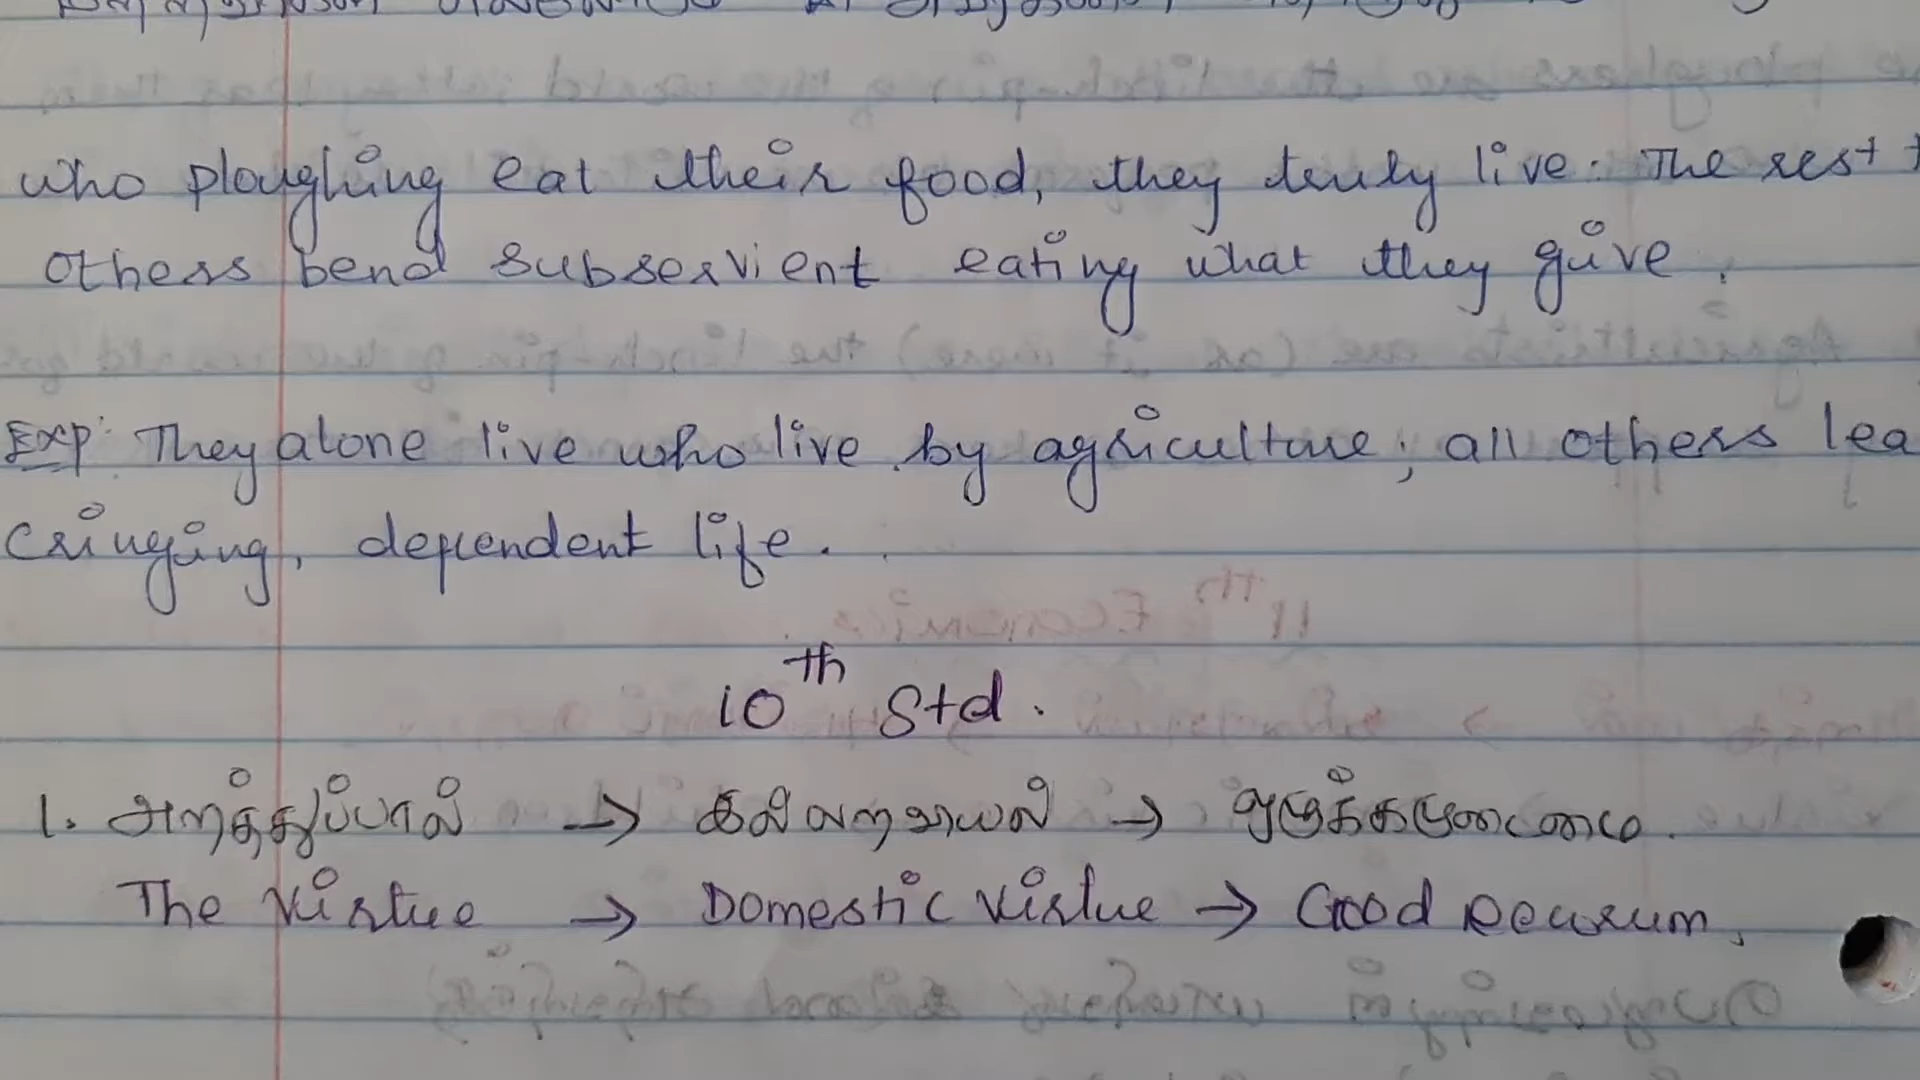 who ploughing eat their food, they truly live. The rest
others bend subservient eating what they give.
Exp: They alone live who live by agriculture; all others lea
cringing, dependent life.
10th Std.
1. அறத்துப்பால் → இல்லறவியல் → ஒழுக்கமுடைமை.
The Virtue → Domestic Virtue → Good Decurum.